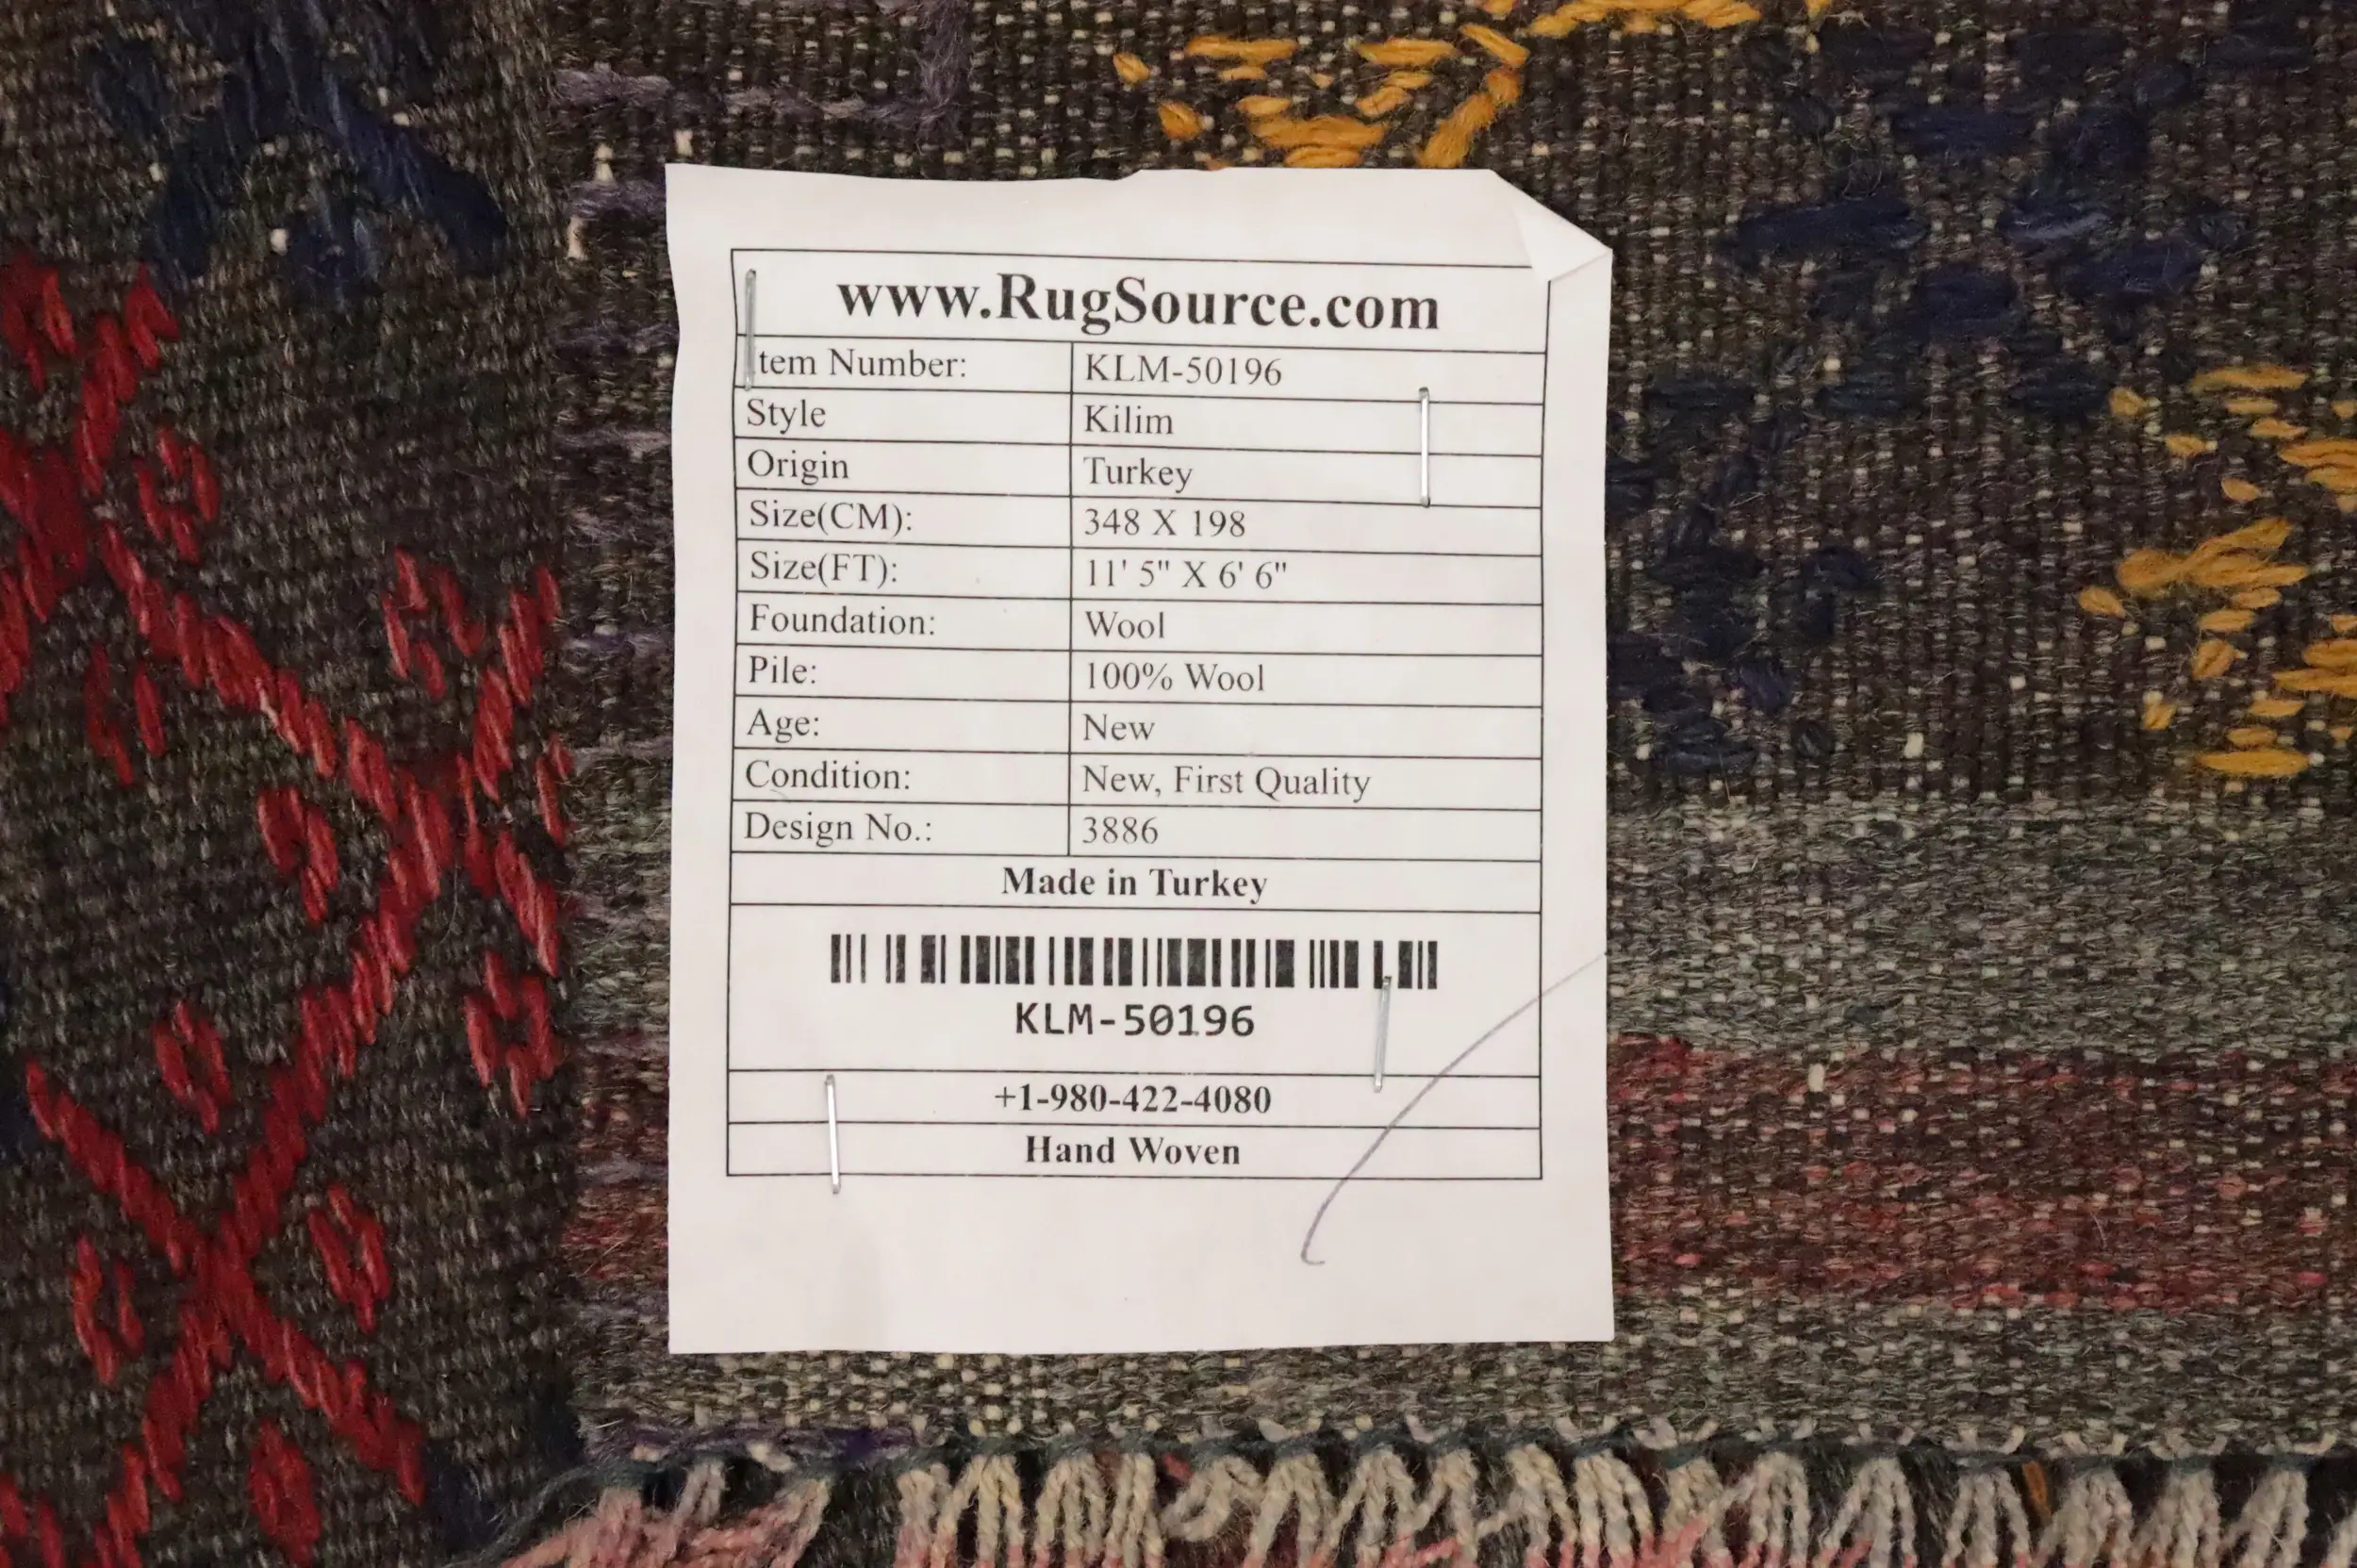 www.RugSource.com
Item Number: KLM-50196
Style Kilim
Origin Turkey
Size(CM): 348 X 198
Size(FT): 11' 5" X 6' 6"
Foundation: Wool
Pile: 100% Wool
Age: New
Condition: New, First Quality
Design No.: 3886
Made in Turkey
KLM-50196
+1-980-422-4080
Hand Woven